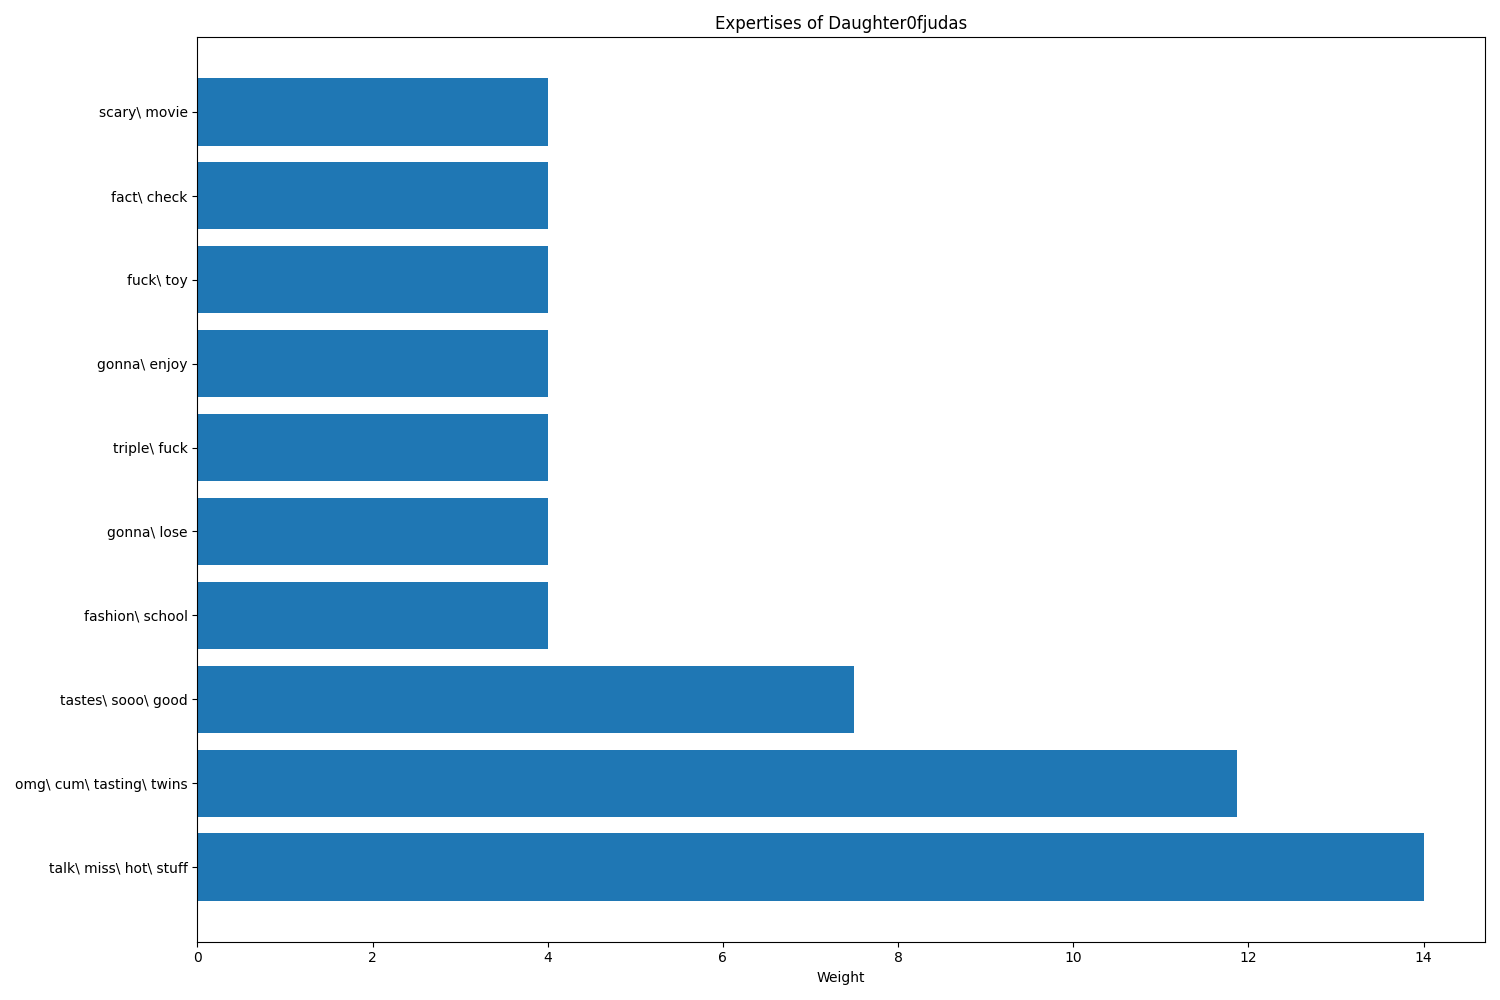 Expertises of Daughter0fjudas
scary\ movie
fact\ check
fuck\ toy
gonna\ enjoy
triple\ fuck
gonna\ lose
fashion\ school
tastes\ sooo\ good
omg\ cum\ tasting\ twins
talk\ miss\ hot\ stuff
0 2 4 6 8 10 12 14
Weight